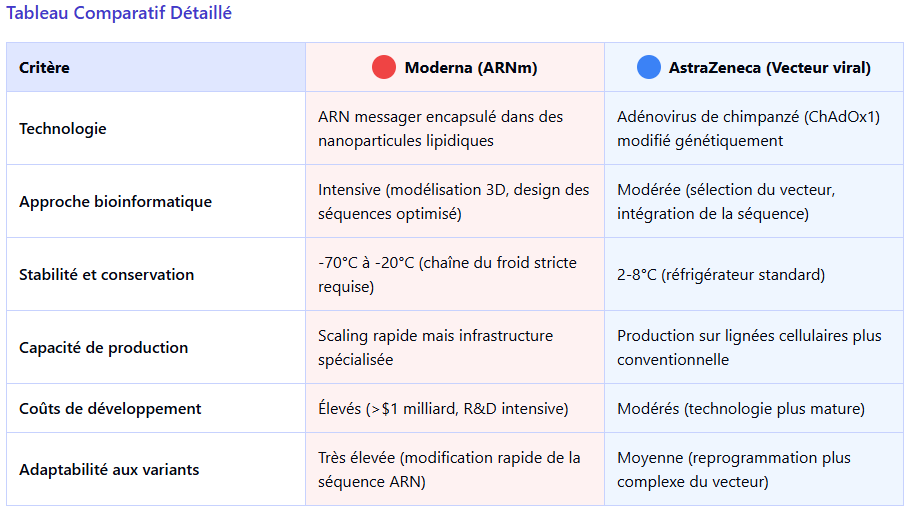 Tableau Comparatif Détaillé
Critère
Moderna (ARNm)
AstraZeneca (Vecteur viral)
Technologie
ARN messager encapsulé dans des
nanoparticules lipidiques
Adénovirus de chimpanzé (ChAdOx1)
modifié génétiquement
Approche bioinformatique
Intensive (modélisation 3D, design des
séquences optimisé)
Modérée (sélection du vecteur,
intégration de la séquence)
Stabilité et conservation
-70°C à -20°C (chaîne du froid stricte
requise)
2-8°C (réfrigérateur standard)
Capacité de production
Scaling rapide mais infrastructure
spécialisée
Production sur lignées cellulaires plus
conventionnelle
Coûts de développement
Élevés (>$1 milliard, R&D intensive)
Modérés (technologie plus mature)
Adaptabilité aux variants
Très élevée (modification rapide de la
séquence ARN)
Moyenne (reprogrammation plus
complexe du vecteur)